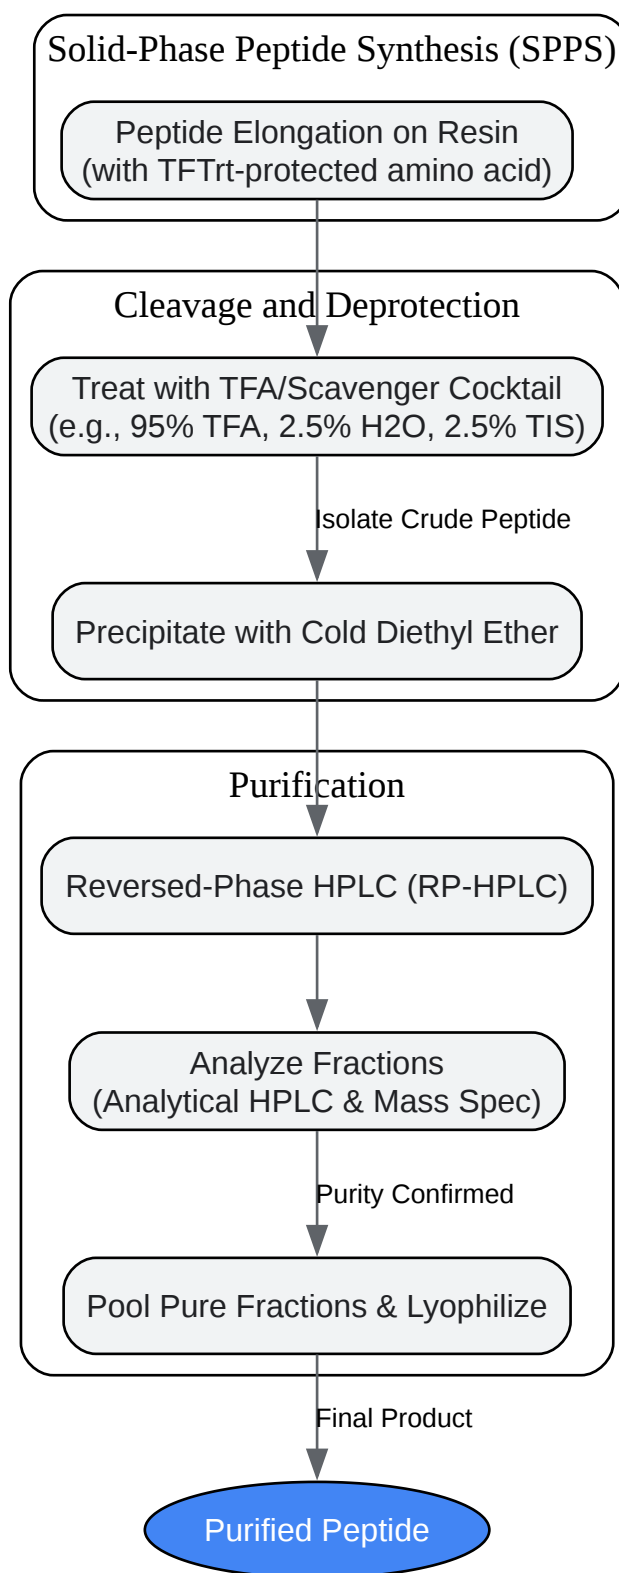 Solid-Phase Peptide Synthesis (SPPS)
Peptide Elongation on Resin
(with TFTrt-protected amino acid)
Cleavage and Deprotection
Treat with TFA/Scavenger Cocktail
(e.g., 95% TFA, 2.5% H2O, 2.5% TIS)
Isolate Crude Peptide
Precipitate with Cold Diethyl Ether
Purification
Reversed-Phase HPLC (RP-HPLC)
Analyze Fractions
(Analytical HPLC & Mass Spec)
Purity Confirmed
Pool Pure Fractions & Lyophilize
Final Product
Purified Peptide